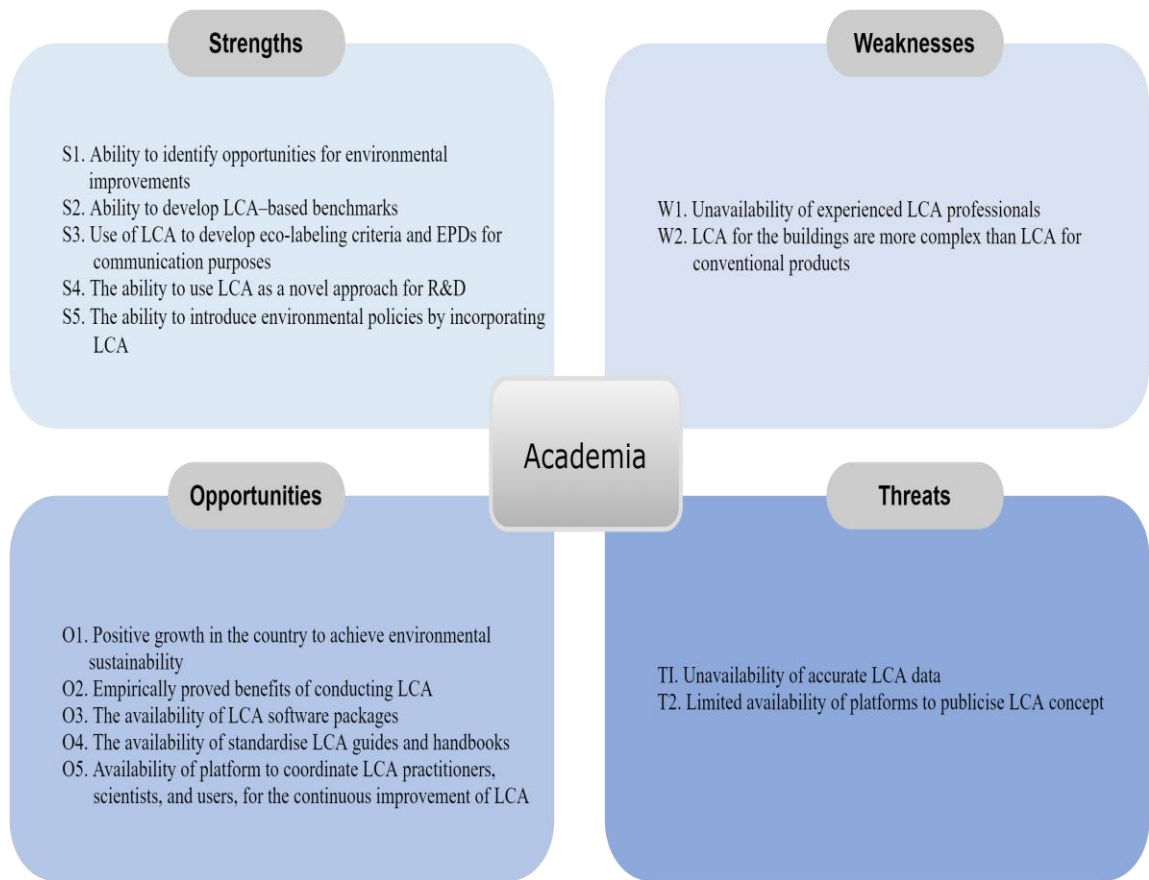 Strengths
S1. Ability to identify opportunities for environmental
improvements
S2. Ability to develop LCA–based benchmarks
S3. Use of LCA to develop eco-labeling criteria and EPDs for
communication purposes
S4. The ability to use LCA as a novel approach for R&D
S5. The ability to introduce environmental policies by incorporating
LCA
Weaknesses
W1. Unavailability of experienced LCA professionals
W2. LCA for the buildings are more complex than LCA for
conventional products
Academia
Opportunities
O1. Positive growth in the country to achieve environmental
sustainability
O2. Empirically proved benefits of conducting LCA
O3. The availability of LCA software packages
O4. The availability of standardise LCA guides and handbooks
O5. Availability of platform to coordinate LCA practitioners,
scientists, and users, for the continuous improvement of LCA
Threats
TI. Unavailability of accurate LCA data
T2. Limited availability of platforms to publicise LCA concept